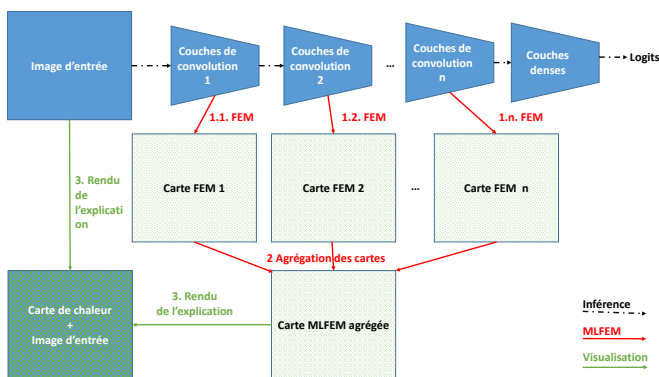 Image d'entrée
Couches de
convolution
1
Couches de
convolution
2
...
Couches de
convolution
n
Couches
denses
Logits
1.1. FEM
1.2. FEM
1.n. FEM
Carte FEM 1
Carte FEM 2
...
Carte FEM n
3. Rendu
de
l'explicati
on
2 Agrégation des cartes
Carte de chaleur
+
Image d'entrée
3. Rendu
de l'explication
Carte MLFEM agrégée
Inférence
MLFEM
Visualisation